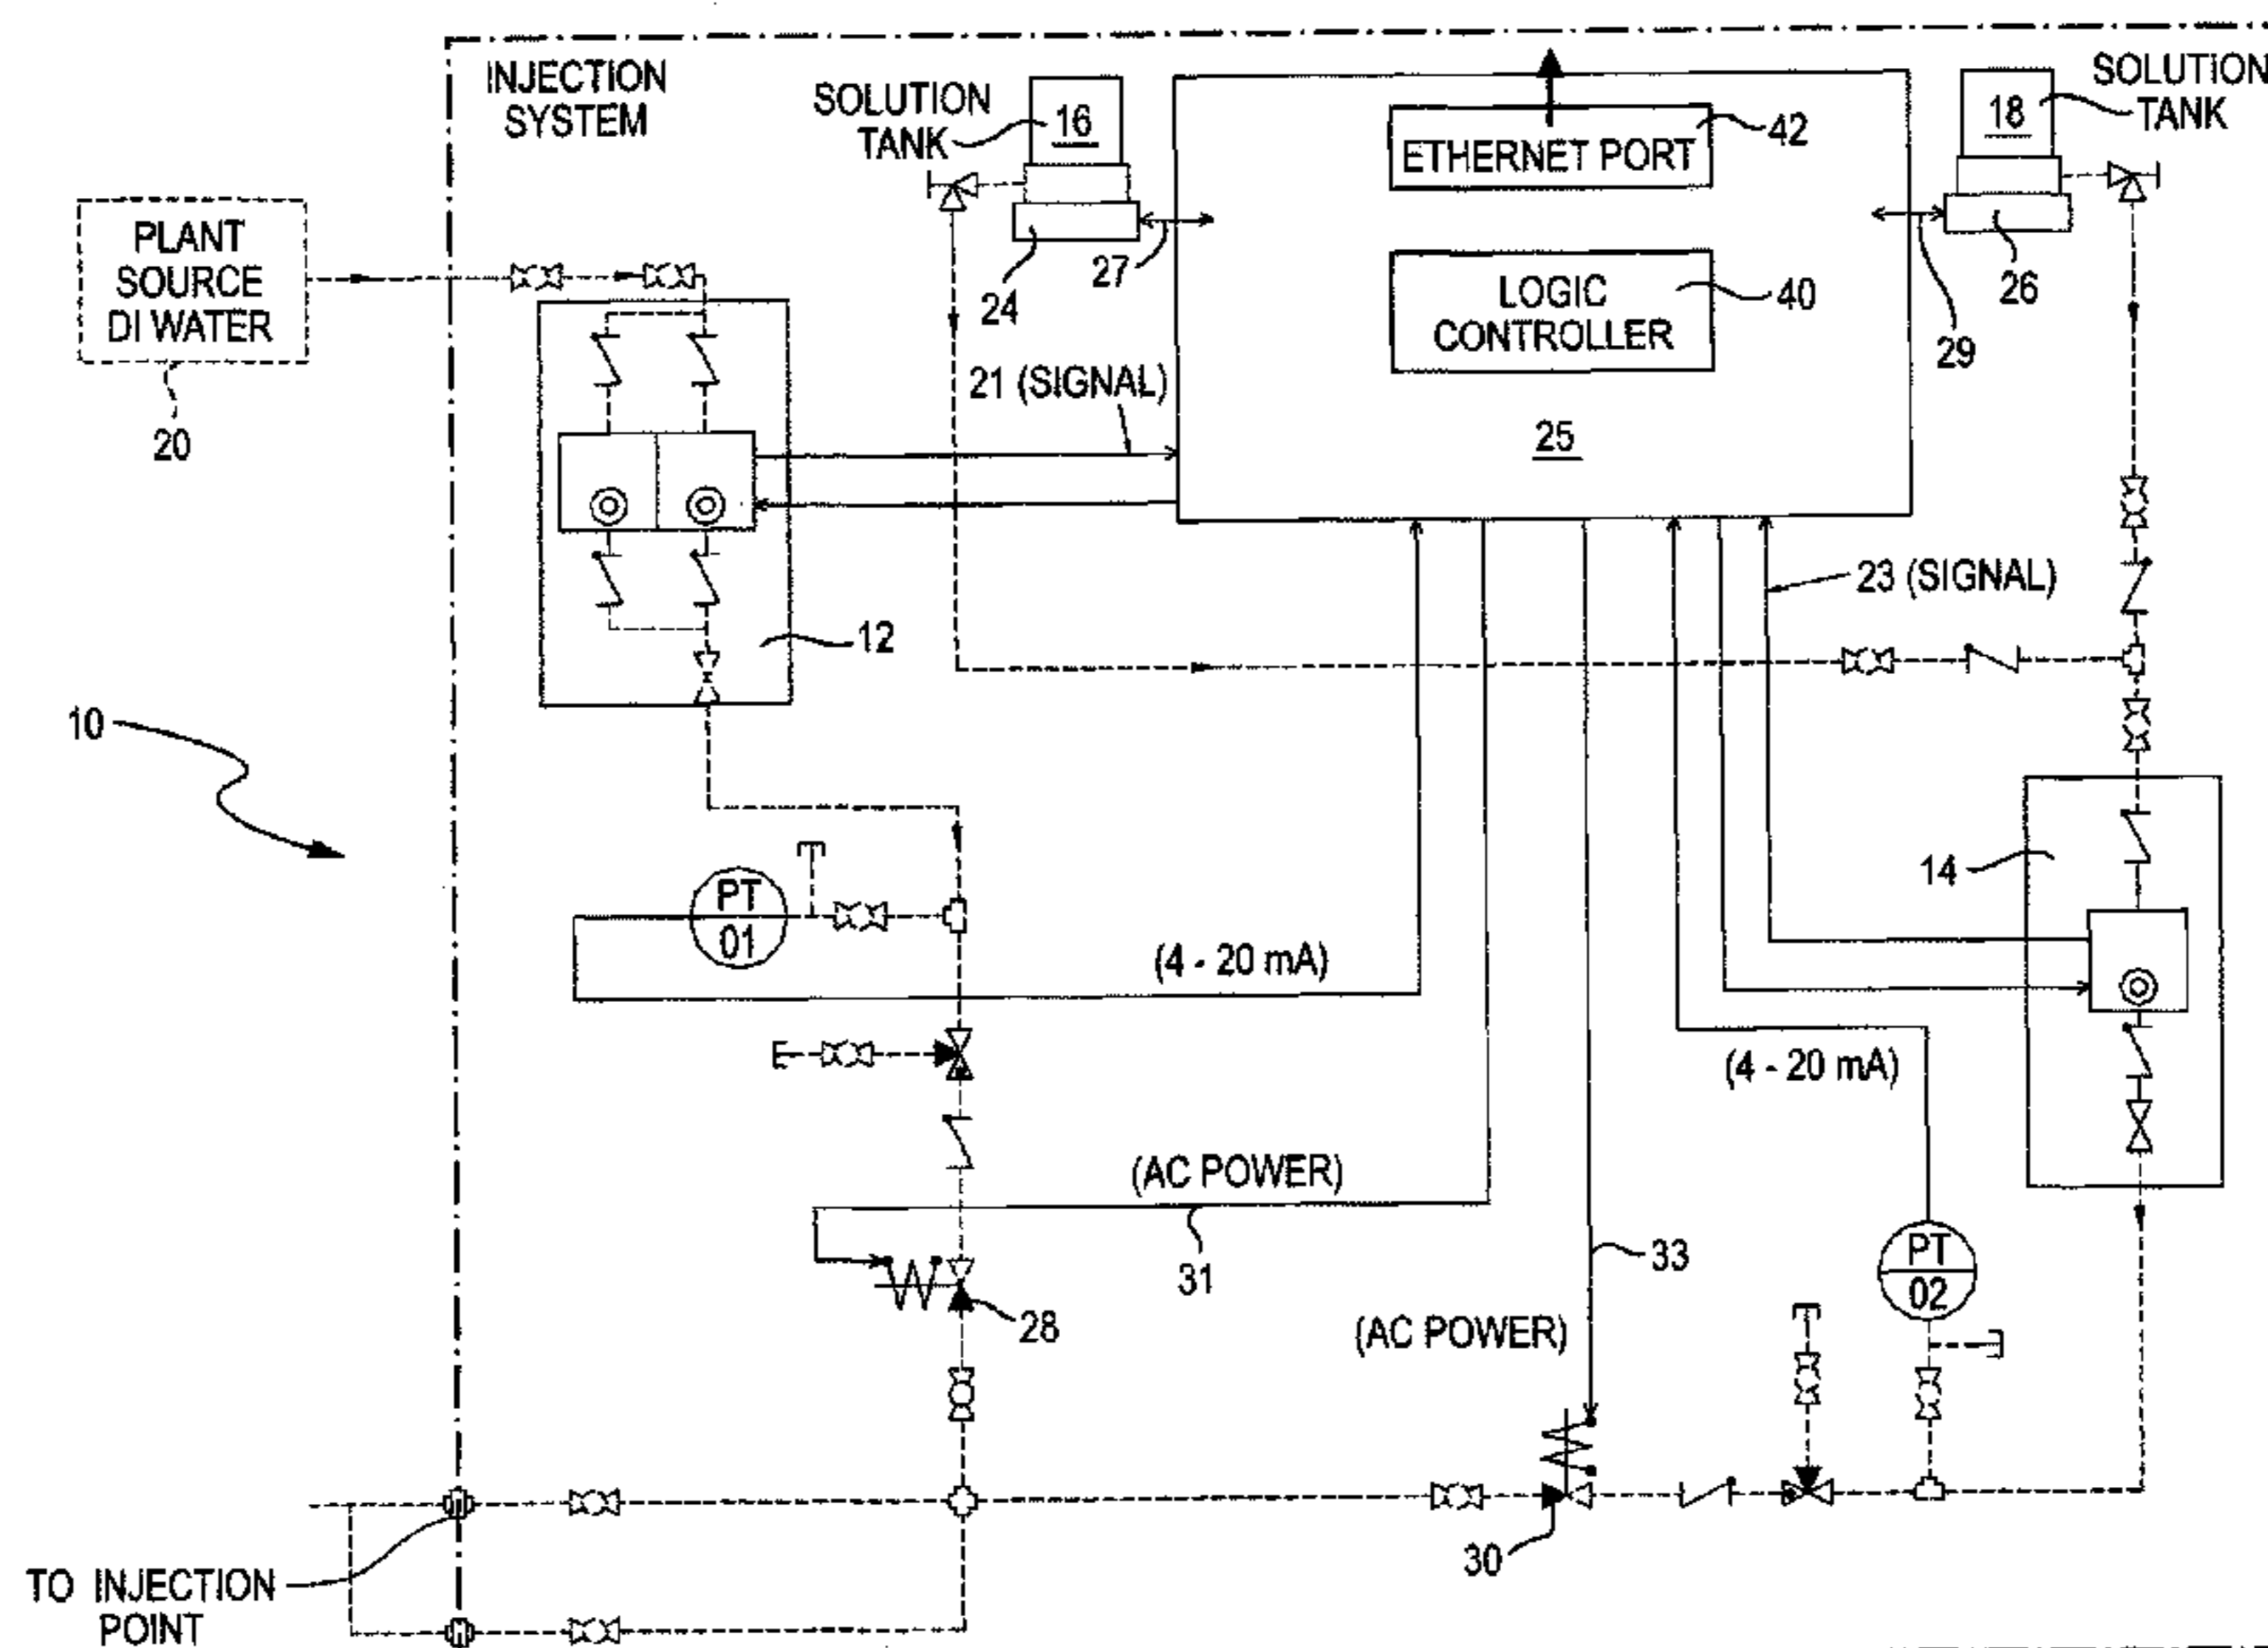 INJECTION
SYSTEM
SOLUTION
TANK
16
ETHERNET PORT
42
18
SOLUTION
TANK
PLANT
SOURCE
DI WATER
20
24
27
LOGIC
CONTROLLER
40
26
29
21 (SIGNAL)
25
23 (SIGNAL)
12
10
14
PT
01
(4 - 20 mA)
(4 - 20 mA)
(AC POWER)
31
33
PT
02
28
(AC POWER)
30
TO INJECTION
POINT